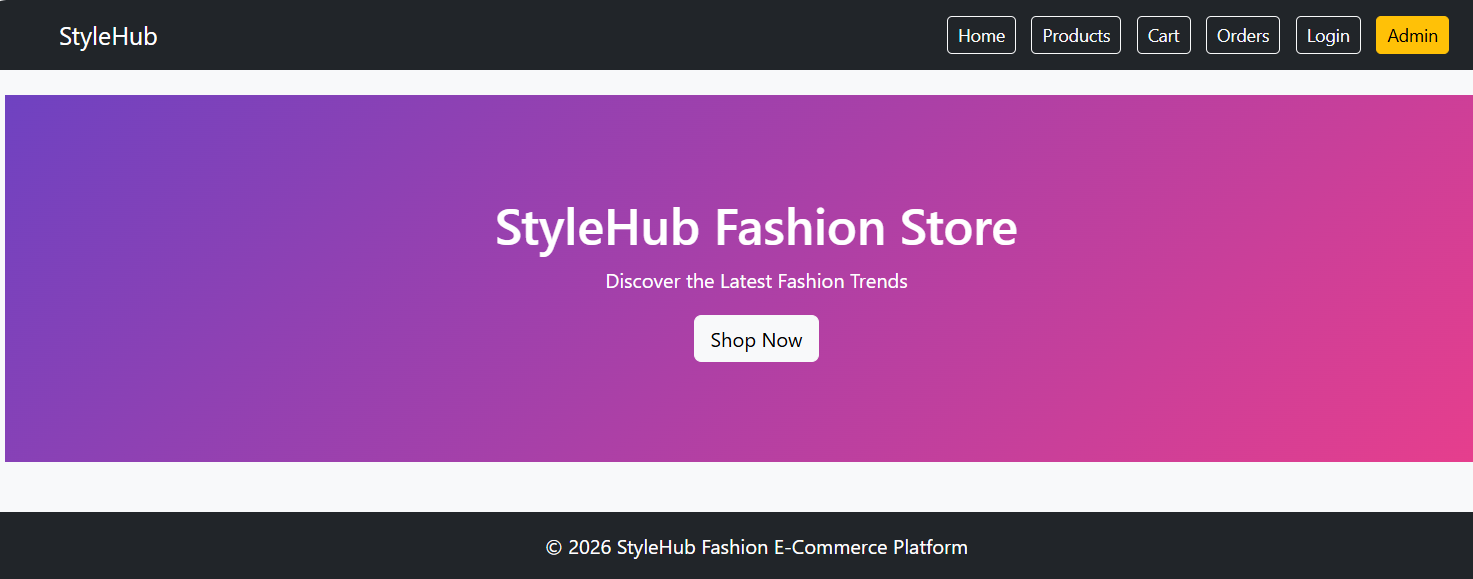 StyleHub
Home Products Cart Orders Login Admin
StyleHub Fashion Store
Discover the Latest Fashion Trends
Shop Now
© 2026 StyleHub Fashion E-Commerce Platform